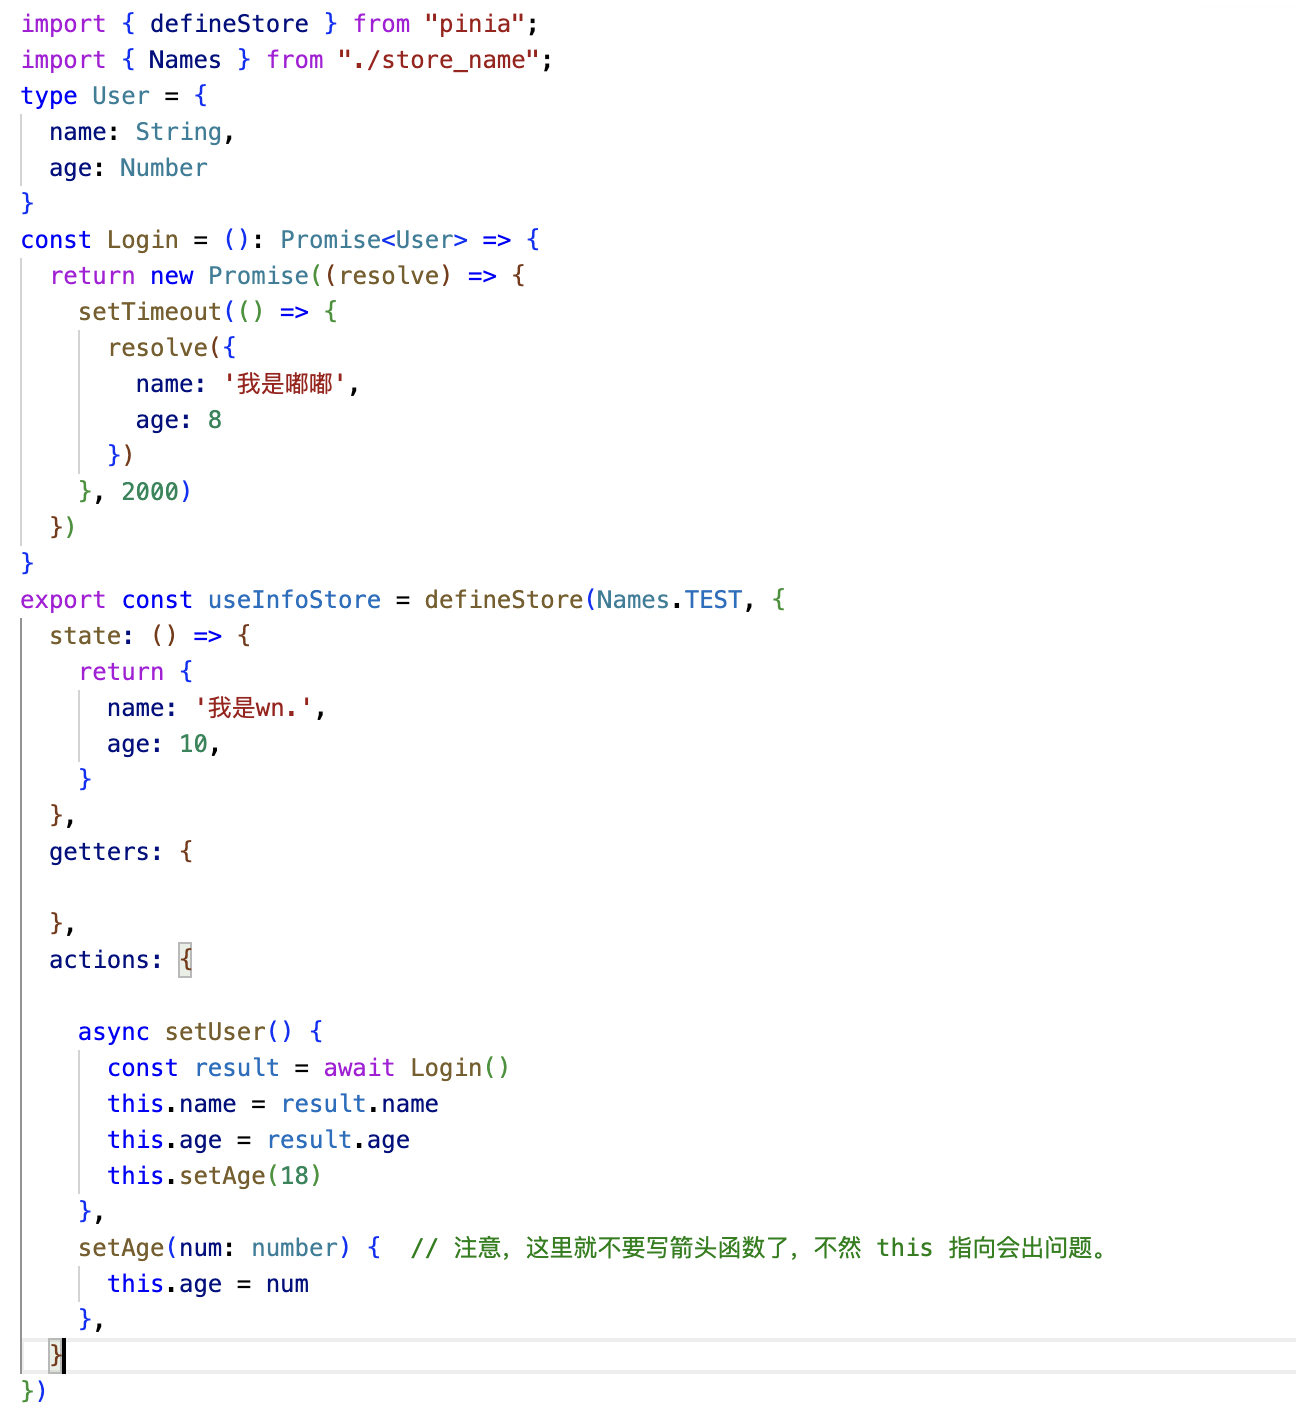 import { defineStore } from "pinia";
import { Names } from "./store_name";
type User = {
  name: String,
  age: Number
}
const Login = (): Promise<User> => {
  return new Promise((resolve) => {
    setTimeout(() => {
      resolve({
        name: '我是嘟嘟',
        age: 8
      })
    }, 2000)
  })
}
export const useInfoStore = defineStore(Names.TEST, {
  state: () => {
    return {
      name: '我是wn.',
      age: 10,
    }
  },
  getters: {

  },
  actions: {

    async setUser() {
      const result = await Login()
      this.name = result.name
      this.age = result.age
      this.setAge(18)
    },
    setAge(num: number) {  // 注意，这里就不要写箭头函数了，不然 this 指向会出问题。
      this.age = num
    },
  }
})